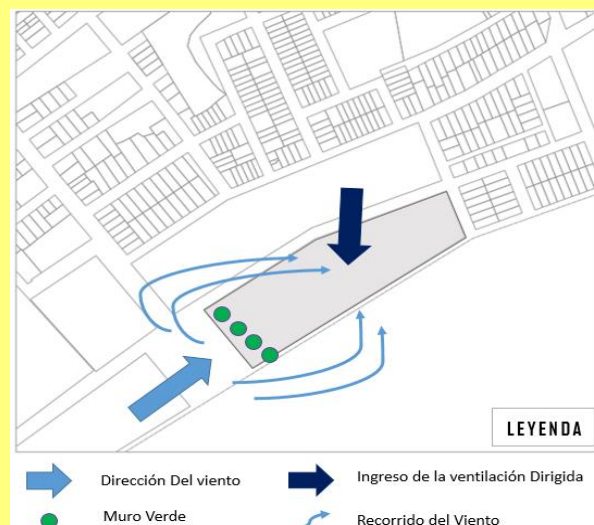 LEYENDA
Dirección Del viento
Ingreso de la ventilación Dirigida
Muro Verde
Recorrido del Viento